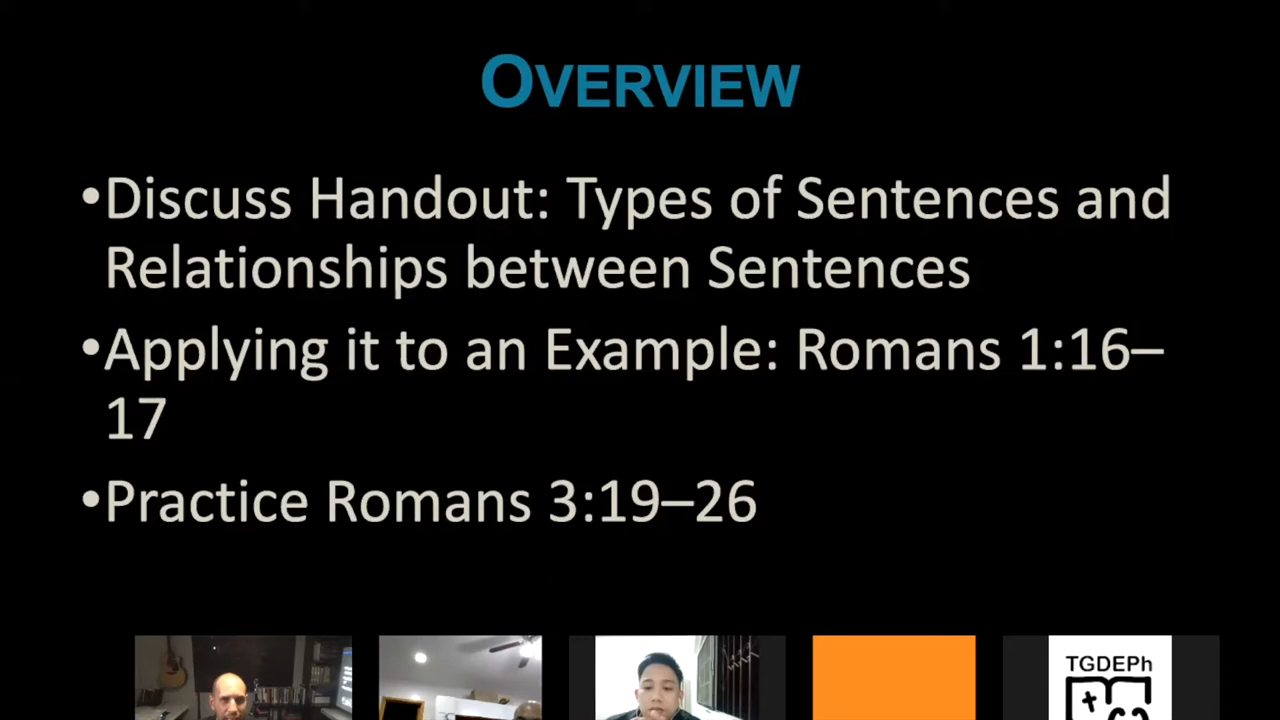 OVERVIEW
•Discuss Handout: Types of Sentences and
Relationships between Sentences
•Applying it to an Example: Romans 1:16–
17
•Practice Romans 3:19–26
TGDEPh